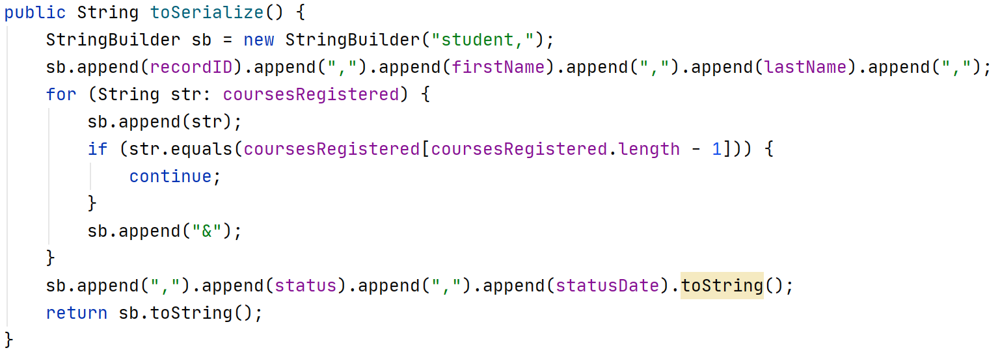 public String toSerialize() {
    StringBuilder sb = new StringBuilder("student,");
    sb.append(recordID).append(",").append(firstName).append(",").append(lastName).append(",");
    for (String str: coursesRegistered) {
        sb.append(str);
        if (str.equals(coursesRegistered[coursesRegistered.length - 1])) {
            continue;
        }
        sb.append("&");
    }
    sb.append(",").append(status).append(",").append(statusDate).toString();
    return sb.toString();
}